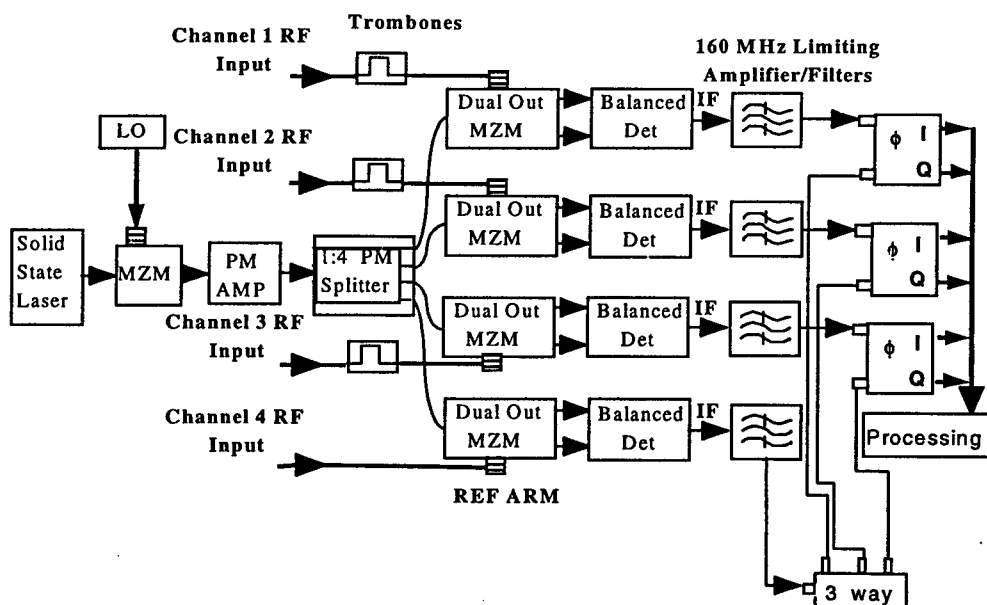 Trombones
Channel 1 RF
Input
160 MHz Limiting
Amplifier/Filters
Dual Out
MZM
Balanced
Det
IF
ϕ I
Q
LO
Channel 2 RF
Input
Dual Out
MZM
Balanced
Det
IF
ϕ I
Q
Solid
State
Laser
MZM
PM
AMP
1:4 PM
Splitter
Channel 3 RF
Input
Dual Out
MZM
Balanced
Det
IF
ϕ I
Q
Channel 4 RF
Input
Dual Out
MZM
Balanced
Det
IF
REF ARM
Processing
3 way